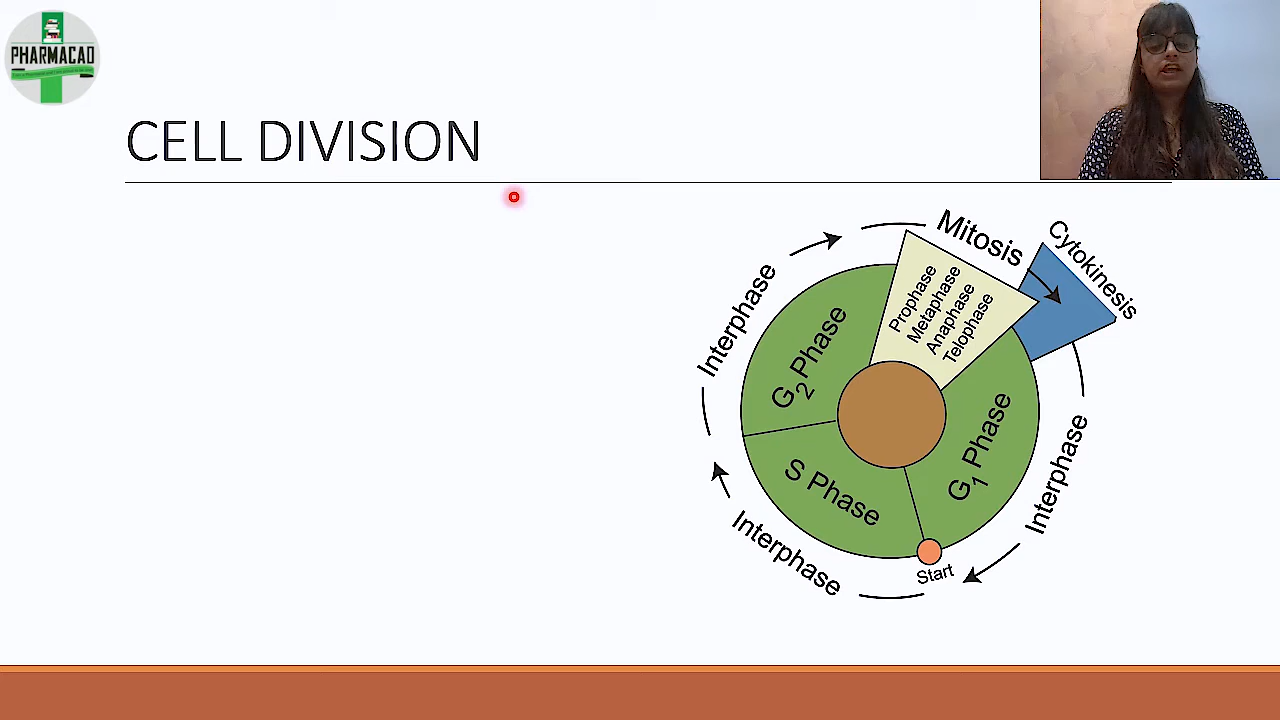 PHARMACAD
CELL DIVISION
Mitosis
Cytokinesis
Interphase
Prophase
Metaphase
Anaphase
Telophase
G2 Phase
G1 Phase
S Phase
Interphase
Interphase
Start